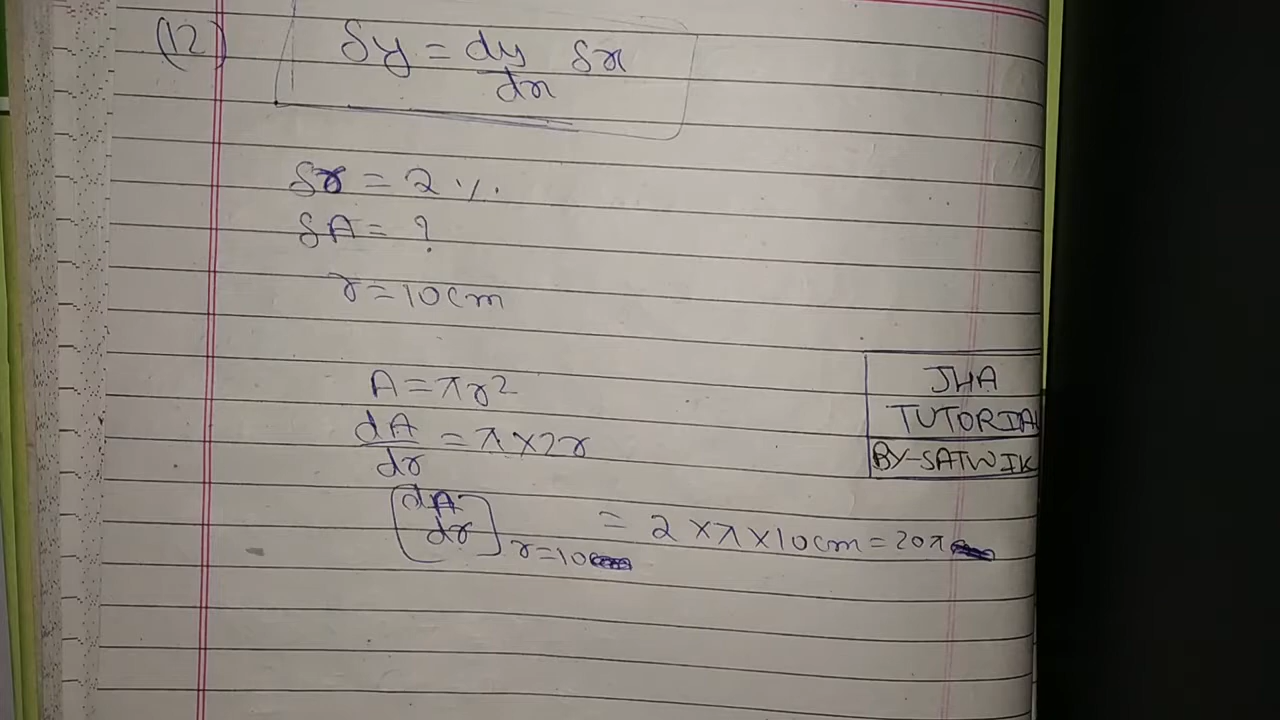 (12) δy = dy/dx δx
δr = 2 %.
δA = ?
r = 10cm
A = πr²
dA/dr = π×2r
[dA/dr] r=10 = 2×π×10cm = 20π
JHA
TUTORIAL
BY-SATWIK